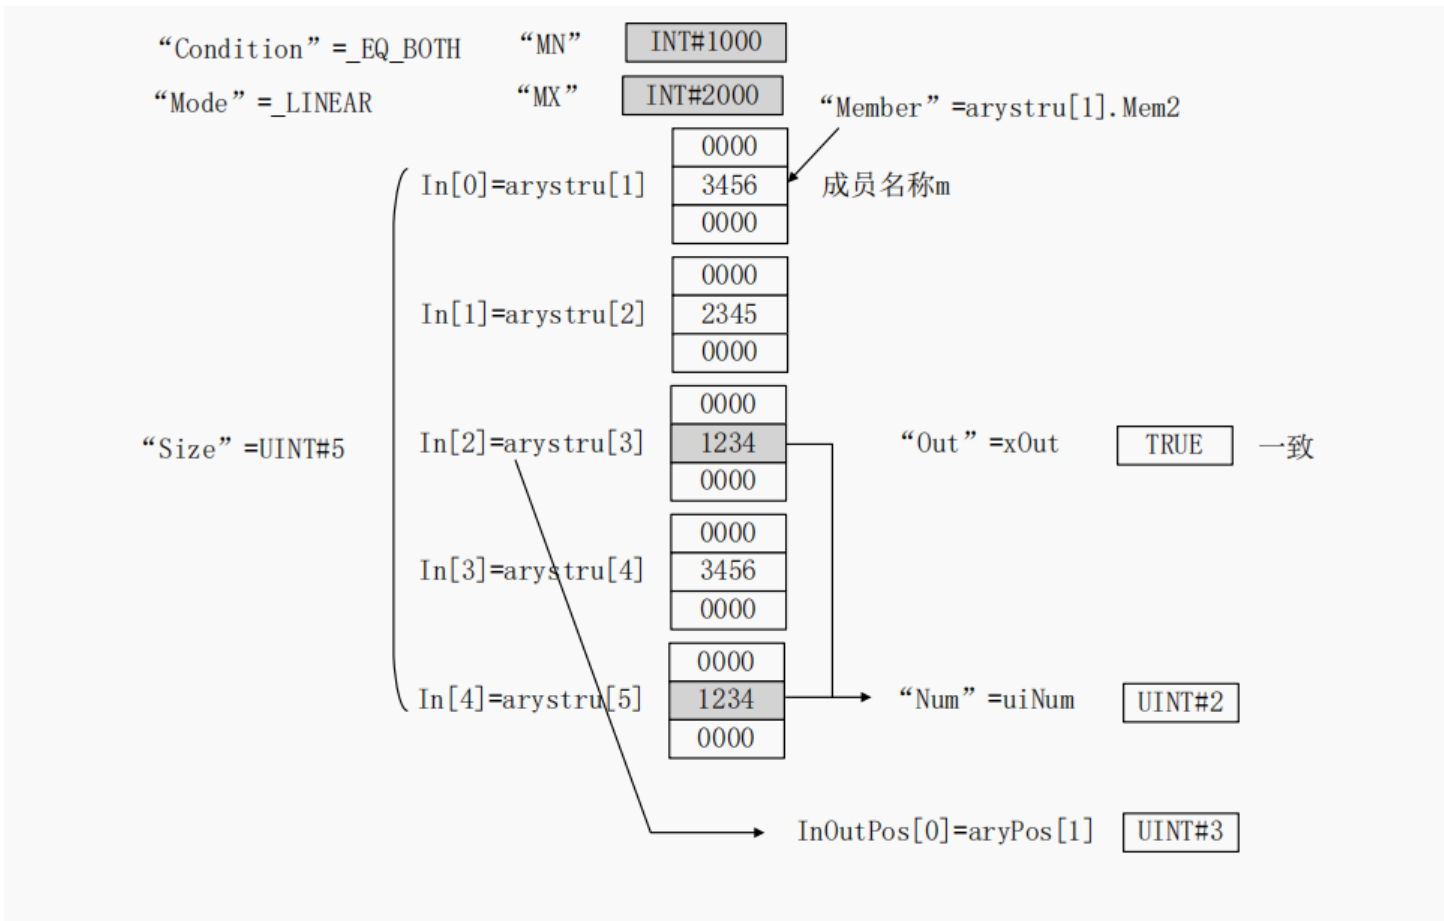 “Condition”=_EQ_BOTH “MN” INT#1000
“Mode”=_LINEAR “MX” INT#2000
“Member”=arystru[1].Mem2
0000
In[0]=arystru[1] 3456 成员名称m
0000
0000
In[1]=arystru[2] 2345
0000
0000
“Size”=UINT#5 In[2]=arystru[3] 1234 “Out”=xOut TRUE 一致
0000
0000
In[3]=arystru[4] 3456
0000
0000
In[4]=arystru[5] 1234 “Num”=uiNum UINT#2
0000
InOutPos[0]=aryPos[1] UINT#3